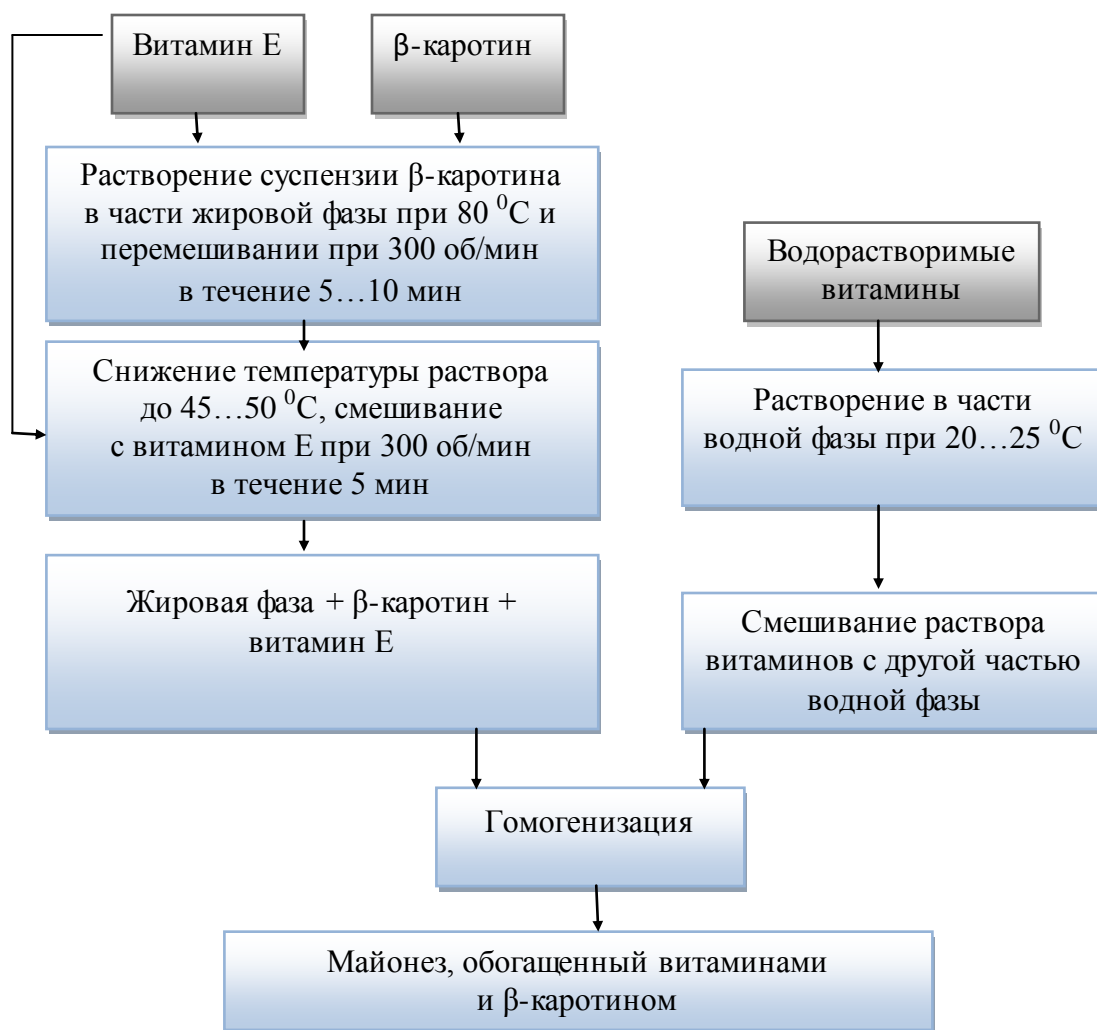 Витамин Е
β-каротин
Растворение суспензии β-каротина
в части жировой фазы при 80 ⁰С и
перемешивании при 300 об/мин
в течение 5…10 мин
Снижение температуры раствора
до 45…50 ⁰С, смешивание
с витамином Е при 300 об/мин
в течение 5 мин
Жировая фаза + β-каротин +
витамин Е
Водорастворимые
витамины
Растворение в части
водной фазы при 20…25 ⁰С
Смешивание раствора
витаминов с другой частью
водной фазы
Гомогенизация
Майонез, обогащенный витаминами
и β-каротином